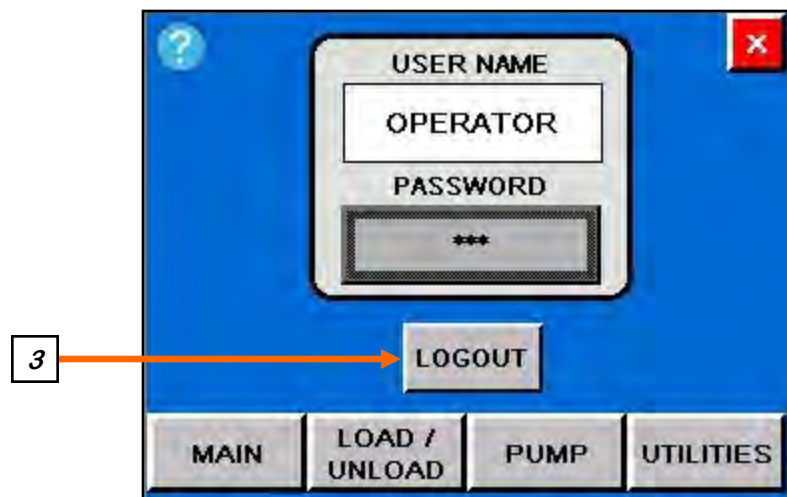 ?
×
USER NAME
OPERATOR
PASSWORD
***
3
LOGOUT
MAIN
LOAD /
UNLOAD
PUMP
UTILITIES